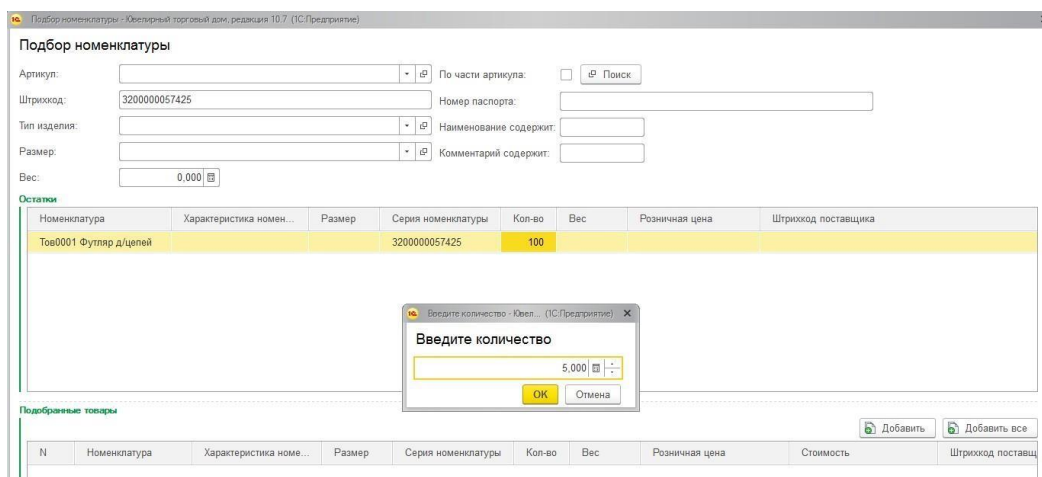 Подбор номенклатуры - Ювелирный торговый дом, редакция 10.7 (1С:Предприятие)
Подбор номенклатуры
Артикул: По части артикула: Поиск
Штрихкод: 3200000057425 Номер паспорта:
Тип изделия: Наименование содержит:
Размер: Комментарий содержит:
Вес: 0,000
Остатки
Номенклатура Характеристика номен... Размер Серия номенклатуры Кол-во Вес Розничная цена Штрихкод поставщика
Тов0001 Футляр д/цепей 3200000057425 100
Введите количество - Ювел... (1С:Предприятие)
Введите количество
5,000
OK Отмена
Подобранные товары
Добавить Добавить все
N Номенклатура Характеристика номе... Размер Серия номенклатуры Кол-во Вес Розничная цена Стоимость Штрихкод поставщ